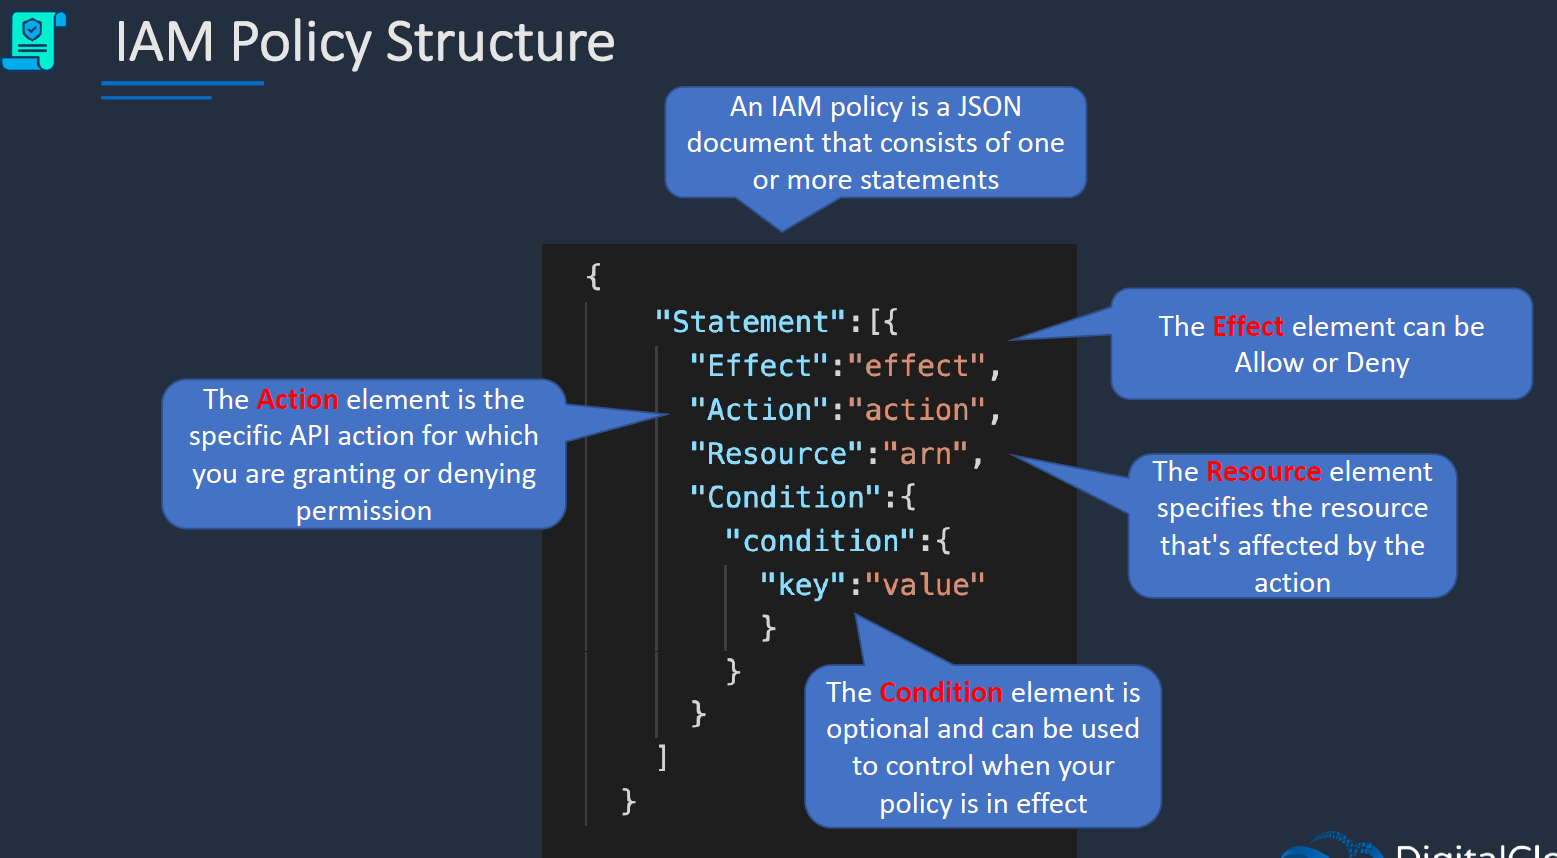 IAM Policy Structure
An IAM policy is a JSON
document that consists of one
or more statements
{
"Statement":[{
"Effect":"effect",
"Action":"action",
"Resource":"arn",
"Condition":{
"condition":{
"key":"value"
}
}
}
]
}
The Effect element can be
Allow or Deny
The Action element is the
specific API action for which
you are granting or denying
permission
The Resource element
specifies the resource
that's affected by the
action
The Condition element is
optional and can be used
to control when your
policy is in effect